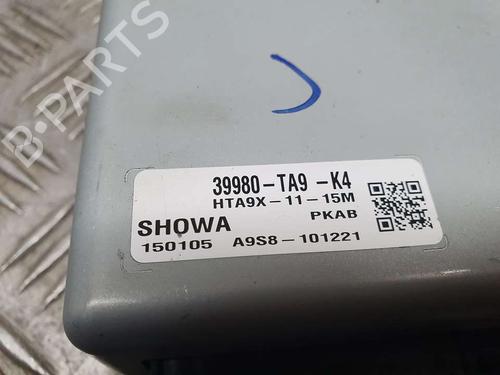 B-PARTS
39980-TA9 -K4
HTA9X-11-15M
SHOWA PKAB
150105 A9S8-101221